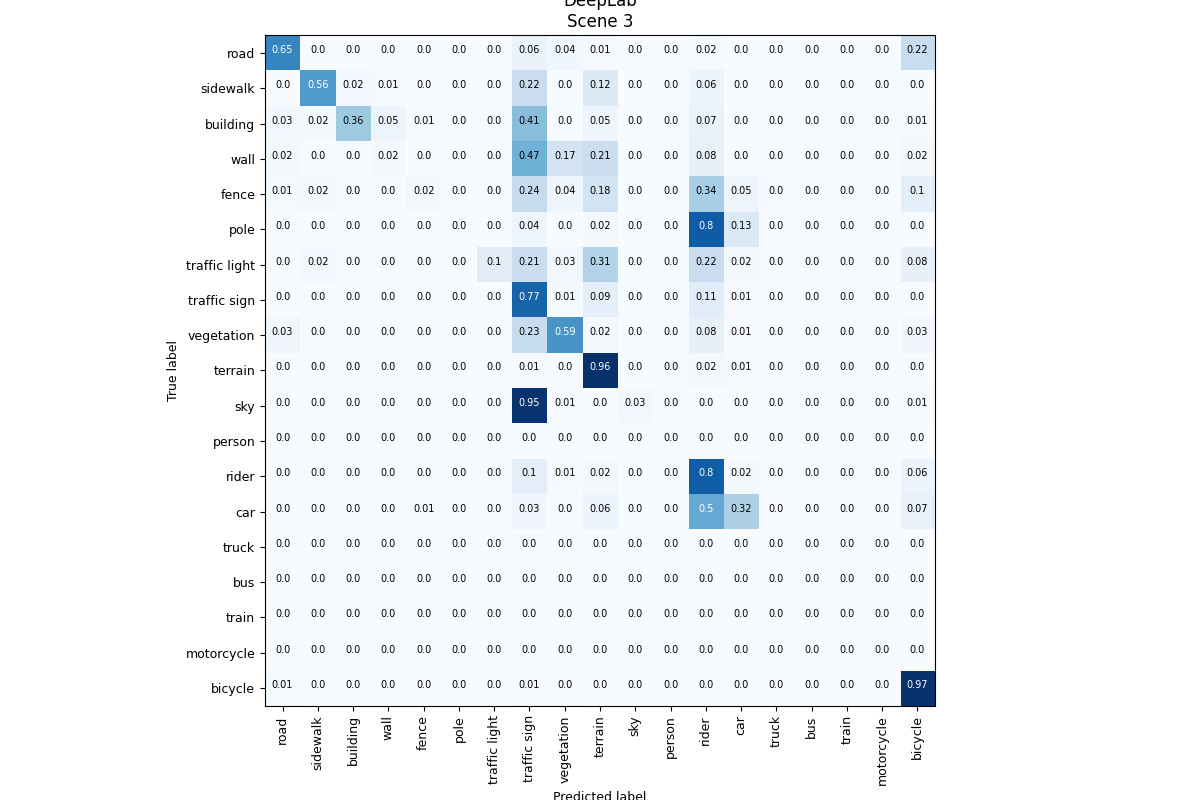 DeepLab
Scene 3
road 0.65 0.0 0.0 0.0 0.0 0.0 0.0 0.06 0.04 0.01 0.0 0.0 0.02 0.0 0.0 0.0 0.0 0.0 0.22
sidewalk 0.0 0.56 0.02 0.01 0.0 0.0 0.0 0.22 0.0 0.12 0.0 0.0 0.06 0.0 0.0 0.0 0.0 0.0 0.0
building 0.03 0.02 0.36 0.05 0.01 0.0 0.0 0.41 0.0 0.05 0.0 0.0 0.07 0.0 0.0 0.0 0.0 0.0 0.01
wall 0.02 0.0 0.0 0.02 0.0 0.0 0.0 0.47 0.17 0.21 0.0 0.0 0.08 0.0 0.0 0.0 0.0 0.0 0.02
fence 0.01 0.02 0.0 0.0 0.02 0.0 0.0 0.24 0.04 0.18 0.0 0.0 0.34 0.05 0.0 0.0 0.0 0.0 0.1
pole 0.0 0.0 0.0 0.0 0.0 0.0 0.0 0.04 0.0 0.02 0.0 0.0 0.8 0.13 0.0 0.0 0.0 0.0 0.0
traffic light 0.0 0.02 0.0 0.0 0.0 0.0 0.1 0.21 0.03 0.31 0.0 0.0 0.22 0.02 0.0 0.0 0.0 0.0 0.08
traffic sign 0.0 0.0 0.0 0.0 0.0 0.0 0.0 0.77 0.01 0.09 0.0 0.0 0.11 0.01 0.0 0.0 0.0 0.0 0.0
vegetation 0.03 0.0 0.0 0.0 0.0 0.0 0.0 0.23 0.59 0.02 0.0 0.0 0.08 0.01 0.0 0.0 0.0 0.0 0.03
terrain 0.0 0.0 0.0 0.0 0.0 0.0 0.0 0.01 0.0 0.96 0.0 0.0 0.02 0.01 0.0 0.0 0.0 0.0 0.0
sky 0.0 0.0 0.0 0.0 0.0 0.0 0.0 0.95 0.01 0.0 0.03 0.0 0.0 0.0 0.0 0.0 0.0 0.0 0.01
person 0.0 0.0 0.0 0.0 0.0 0.0 0.0 0.0 0.0 0.0 0.0 0.0 0.0 0.0 0.0 0.0 0.0 0.0 0.0
rider 0.0 0.0 0.0 0.0 0.0 0.0 0.0 0.1 0.01 0.02 0.0 0.0 0.8 0.02 0.0 0.0 0.0 0.0 0.06
car 0.0 0.0 0.0 0.0 0.01 0.0 0.0 0.03 0.0 0.06 0.0 0.0 0.5 0.32 0.0 0.0 0.0 0.0 0.07
truck 0.0 0.0 0.0 0.0 0.0 0.0 0.0 0.0 0.0 0.0 0.0 0.0 0.0 0.0 0.0 0.0 0.0 0.0 0.0
bus 0.0 0.0 0.0 0.0 0.0 0.0 0.0 0.0 0.0 0.0 0.0 0.0 0.0 0.0 0.0 0.0 0.0 0.0 0.0
train 0.0 0.0 0.0 0.0 0.0 0.0 0.0 0.0 0.0 0.0 0.0 0.0 0.0 0.0 0.0 0.0 0.0 0.0 0.0
motorcycle 0.0 0.0 0.0 0.0 0.0 0.0 0.0 0.0 0.0 0.0 0.0 0.0 0.0 0.0 0.0 0.0 0.0 0.0 0.0
bicycle 0.01 0.0 0.0 0.0 0.0 0.0 0.0 0.01 0.0 0.0 0.0 0.0 0.0 0.0 0.0 0.0 0.0 0.0 0.97
True label
road sidewalk building wall fence pole traffic light traffic sign vegetation terrain sky person rider car truck bus train motorcycle bicycle
Predicted label